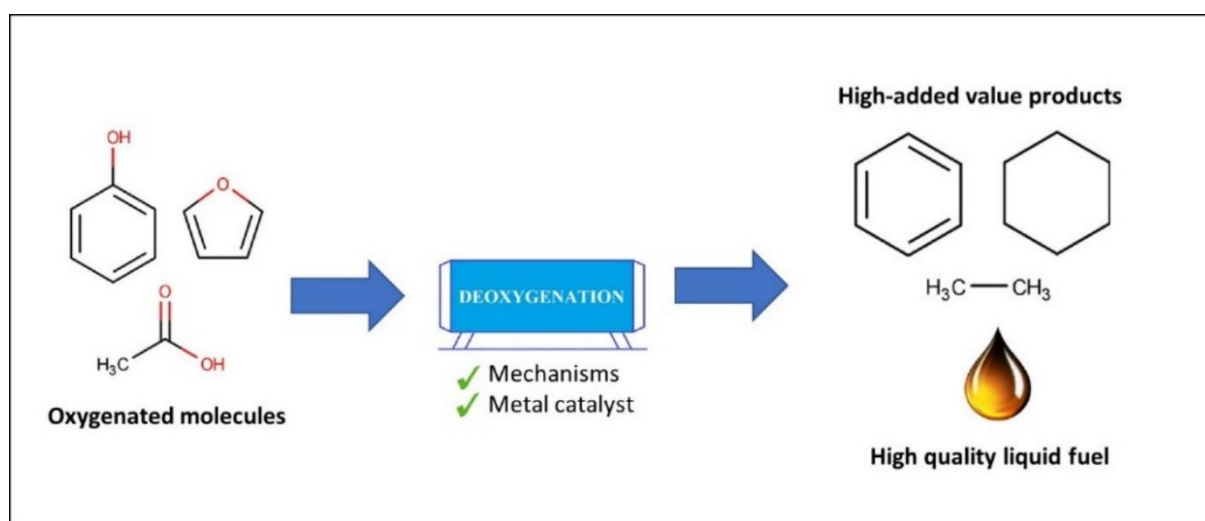 OH
O
O
H₃C
OH
Oxygenated molecules
DEOXYGENATION
✓ Mechanisms
✓ Metal catalyst
High-added value products
H₃C CH₃
High quality liquid fuel